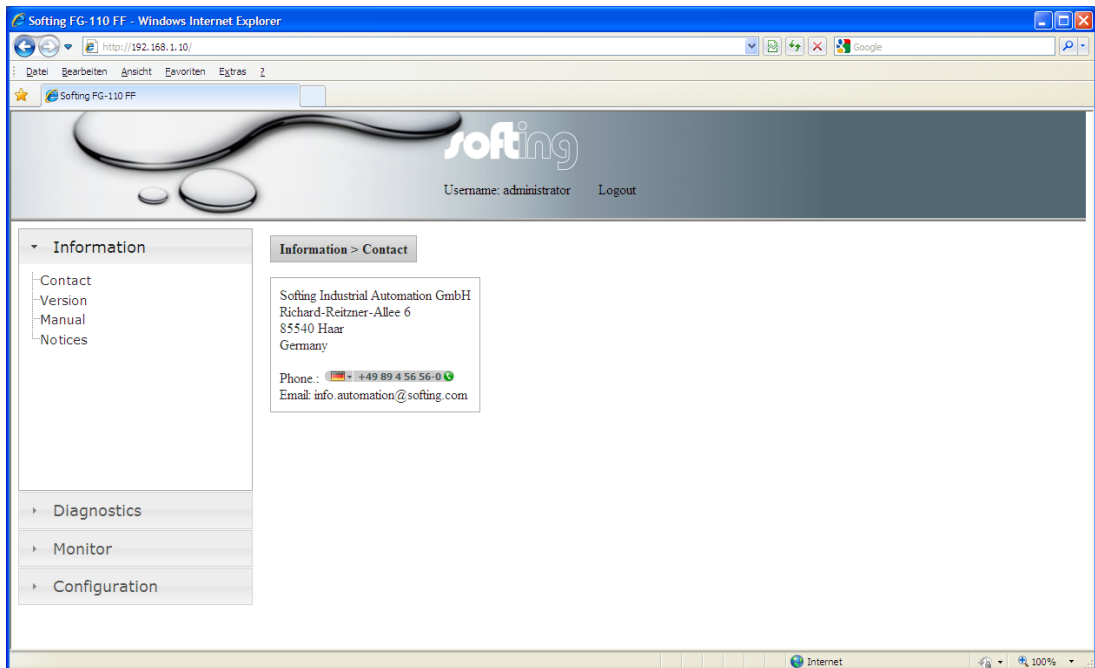 Softing FG-110 FF - Windows Internet Explorer
http://192.168.1.10/
Google
Datei Bearbeiten Ansicht Favoriten Extras ?
Softing FG-110 FF
softing
Username: administrator Logout
Information
Contact
Version
Manual
Notices
Diagnostics
Monitor
Configuration
Information > Contact
Softing Industrial Automation GmbH
Richard-Reitzner-Allee 6
85540 Haar
Germany
Phone.: +49 89 4 56 56-0
Email: info.automation@softing.com
Internet 100%